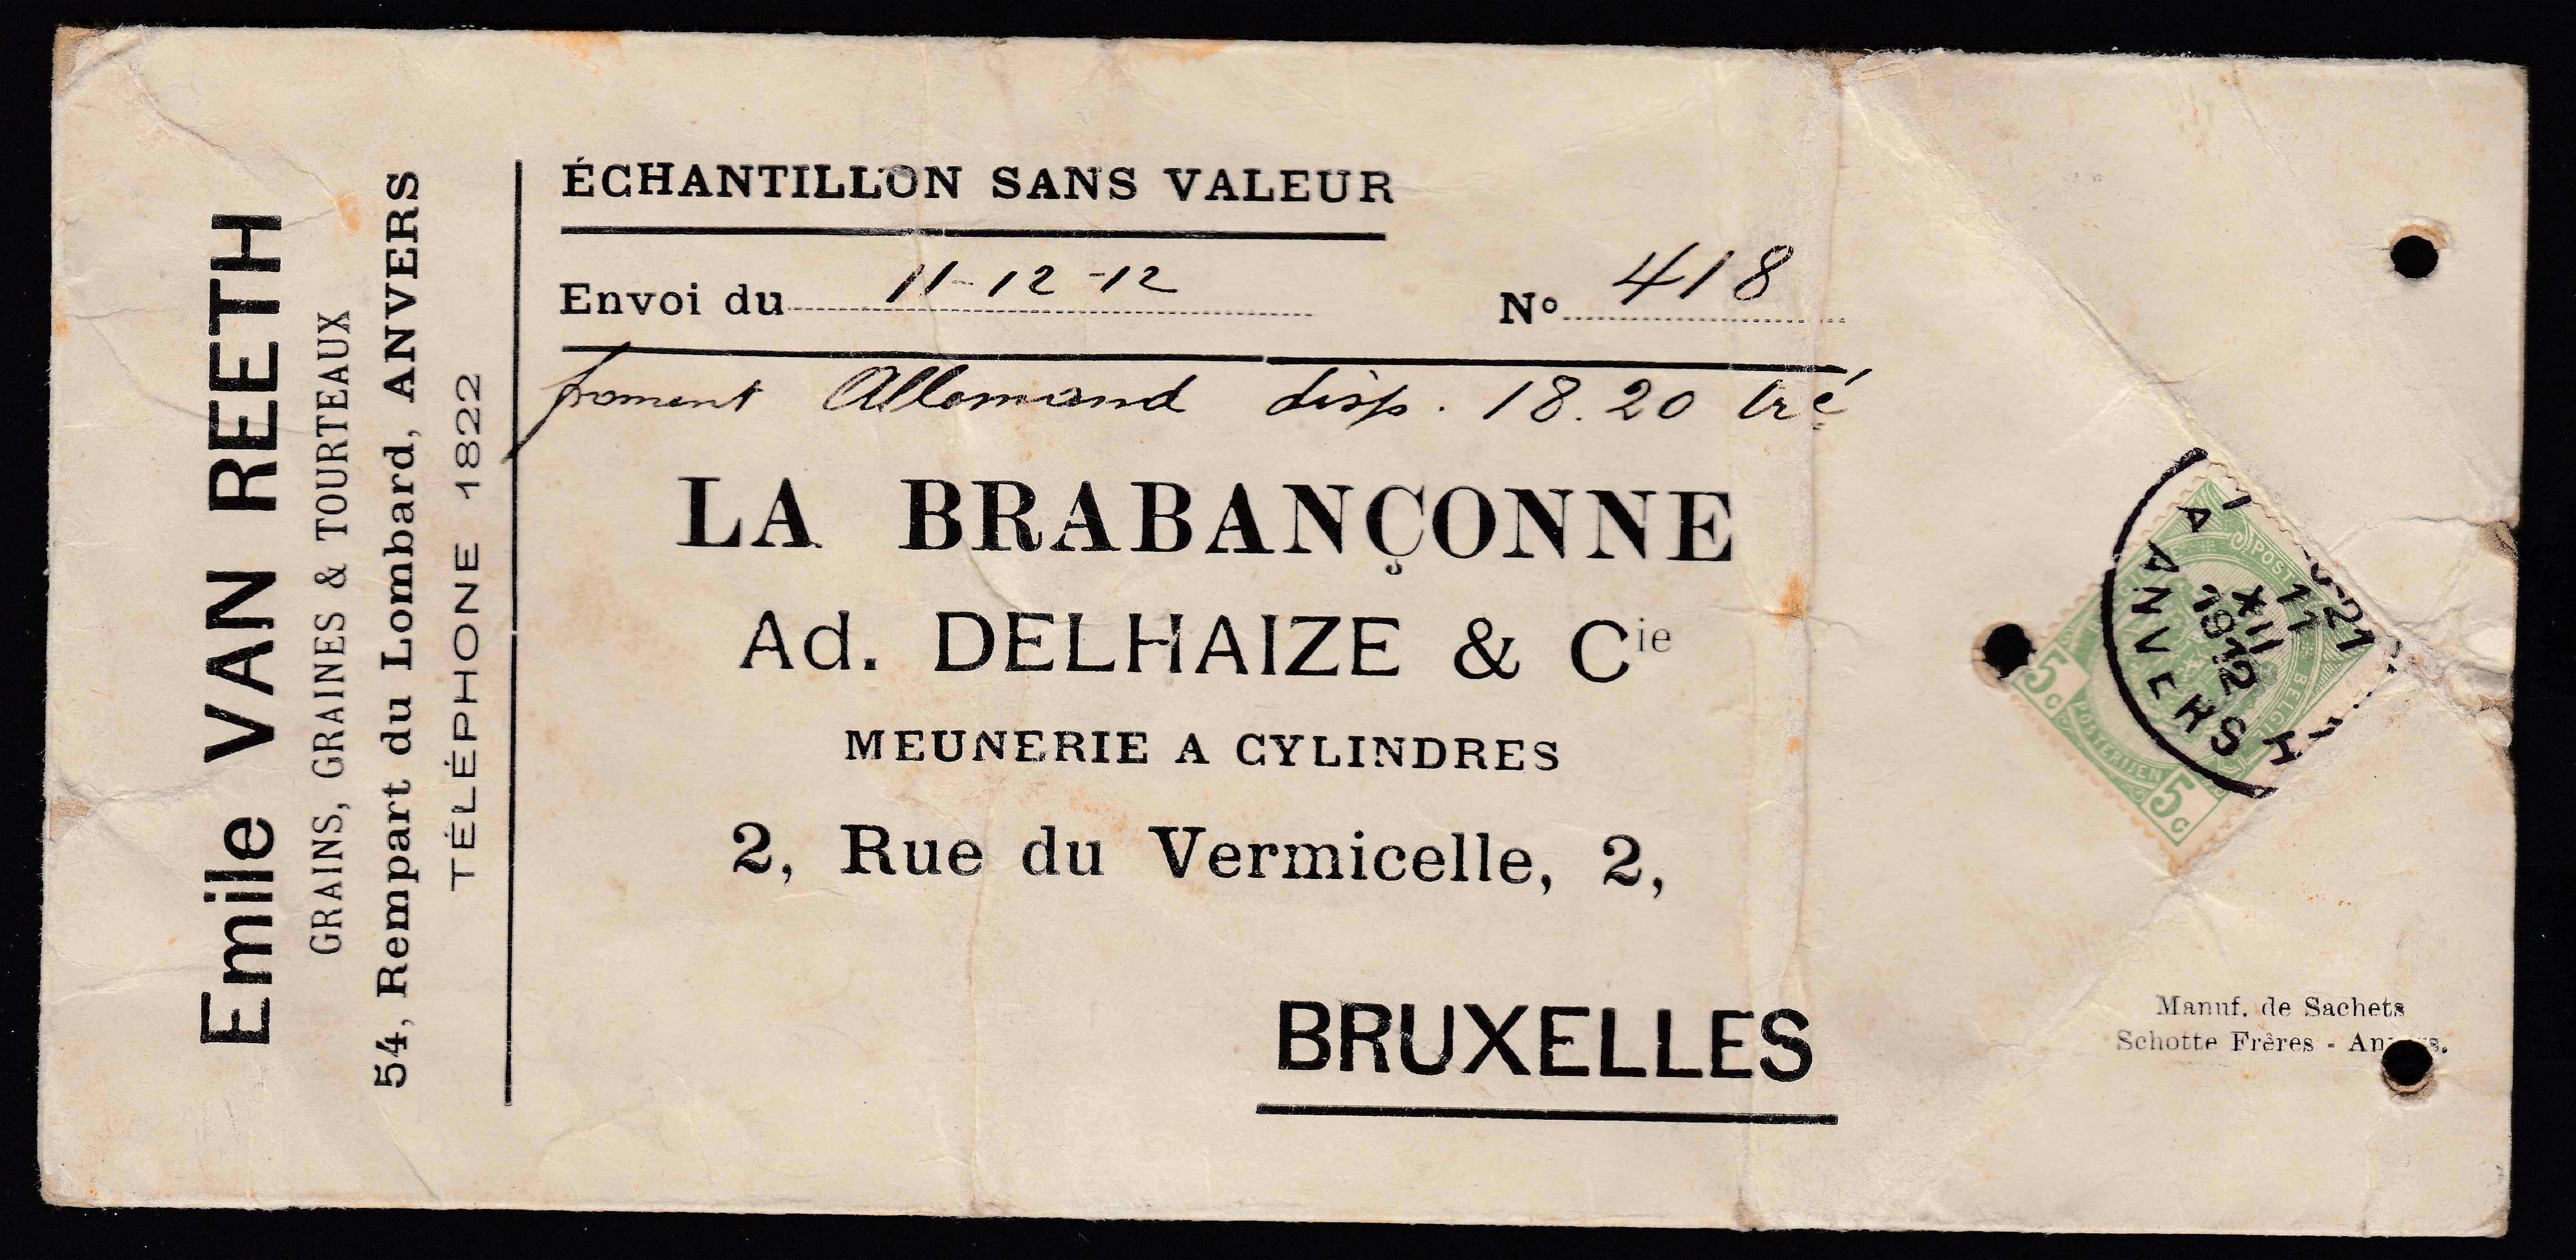 Emile VAN REETH
GRAINS, GRAINES & TOURTEAUX
54, Rempart du Lombard, ANVERS
TÉLÉPHONE 1822
ÉCHANTILLON SANS VALEUR
Envoi du 11-12-12 No 418
froment Allemand disp. 18.20
LA BRABANÇONNE
Ad. DELHAIZE & Cie
MEUNERIE A CYLINDRES
2, Rue du Vermicelle, 2,
BRUXELLES
ANVERS
11
XII
1912
5c
5c
POSTERIJEN
Manuf. de Sachets
Schotte Frères -